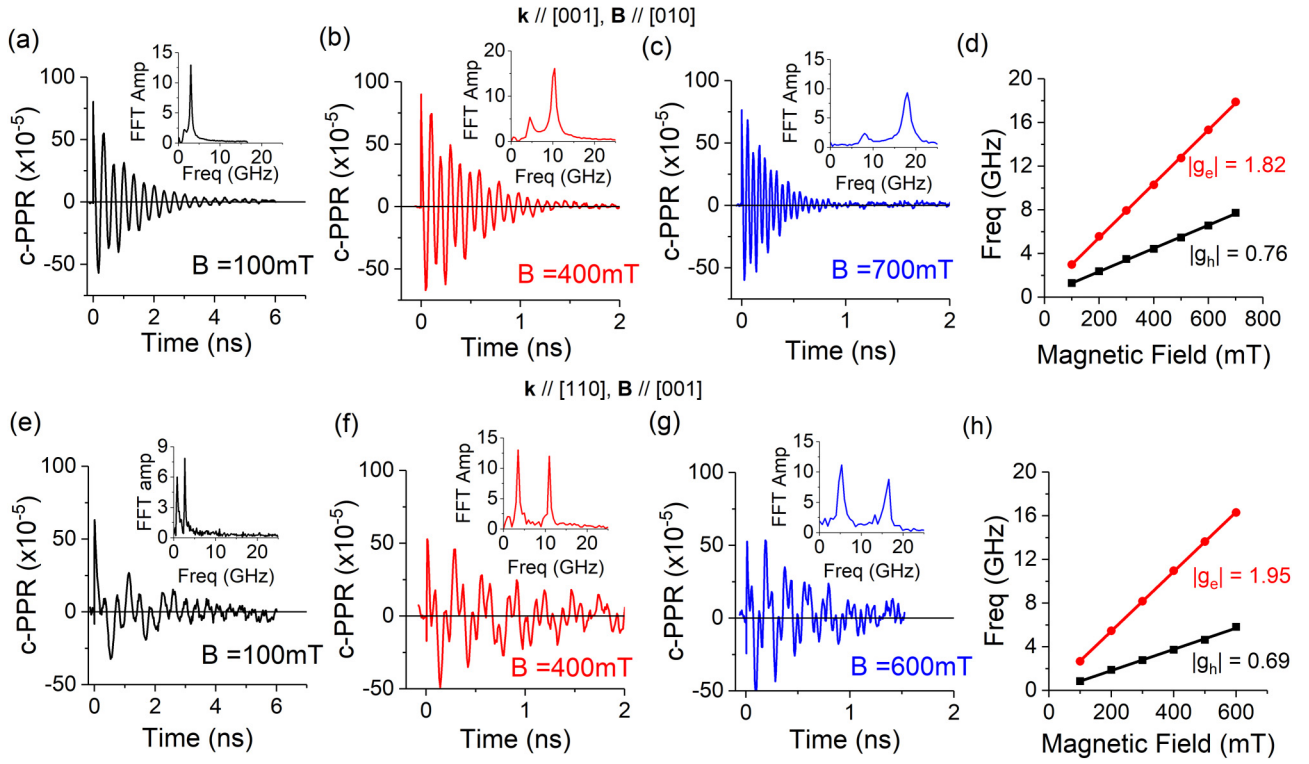 k // [001], B // [010]
(a)
c-PPR (x10⁻⁵)
100
50
0
-50
0 2 4 6
Time (ns)
B =100mT
FFT Amp
15
10
5
0
0 10 20
Freq (GHz)
(b)
c-PPR (x10⁻⁵)
100
50
0
-50
0 1 2
Time (ns)
B =400mT
FFT Amp
20
15
10
5
0
0 10 20
Freq (GHz)
(c)
c-PPR (x10⁻⁵)
100
50
0
-50
0 1 2
Time (ns)
B =700mT
FFT Amp
15
10
5
0
0 10 20
Freq (GHz)
(d)
Freq (GHz)
20
16
12
8
4
0
0 200 400 600 800
Magnetic Field (mT)
|gₑ| = 1.82
|gₕ| = 0.76
k // [110], B // [001]
(e)
c-PPR (x10⁻⁵)
100
50
0
-50
0 2 4 6
Time (ns)
B =100mT
FFT amp
9
6
3
0
0 10 20
Freq (GHz)
(f)
c-PPR (x10⁻⁵)
100
50
0
-50
0 1 2
Time (ns)
B =400mT
FFT Amp
15
10
5
0
0 10 20
Freq (GHz)
(g)
c-PPR (x10⁻⁵)
100
50
0
-50
0 1 2
Time (ns)
B =600mT
FFT Amp
15
10
5
0
0 10 20
Freq (GHz)
(h)
Freq (GHz)
20
16
12
8
4
0
0 200 400 600
Magnetic Field (mT)
|gₑ| = 1.95
|gₕ| = 0.69